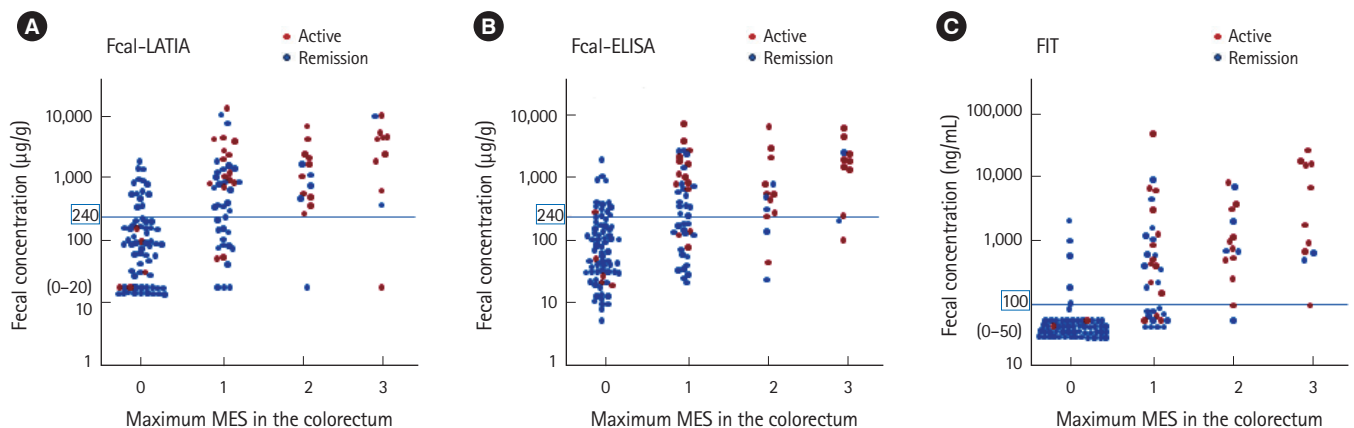 A
Fcal-LATIA
Active
Remission
Fecal concentration (µg/g)
10,000
1,000
240
100
(0–20)
10
1
0 1 2 3
Maximum MES in the colorectum
B
Fcal-ELISA
Active
Remission
Fecal concentration (µg/g)
10,000
1,000
240
100
10
1
0 1 2 3
Maximum MES in the colorectum
C
FIT
Active
Remission
Fecal concentration (ng/mL)
100,000
10,000
1,000
100
(0–50)
10
0 1 2 3
Maximum MES in the colorectum